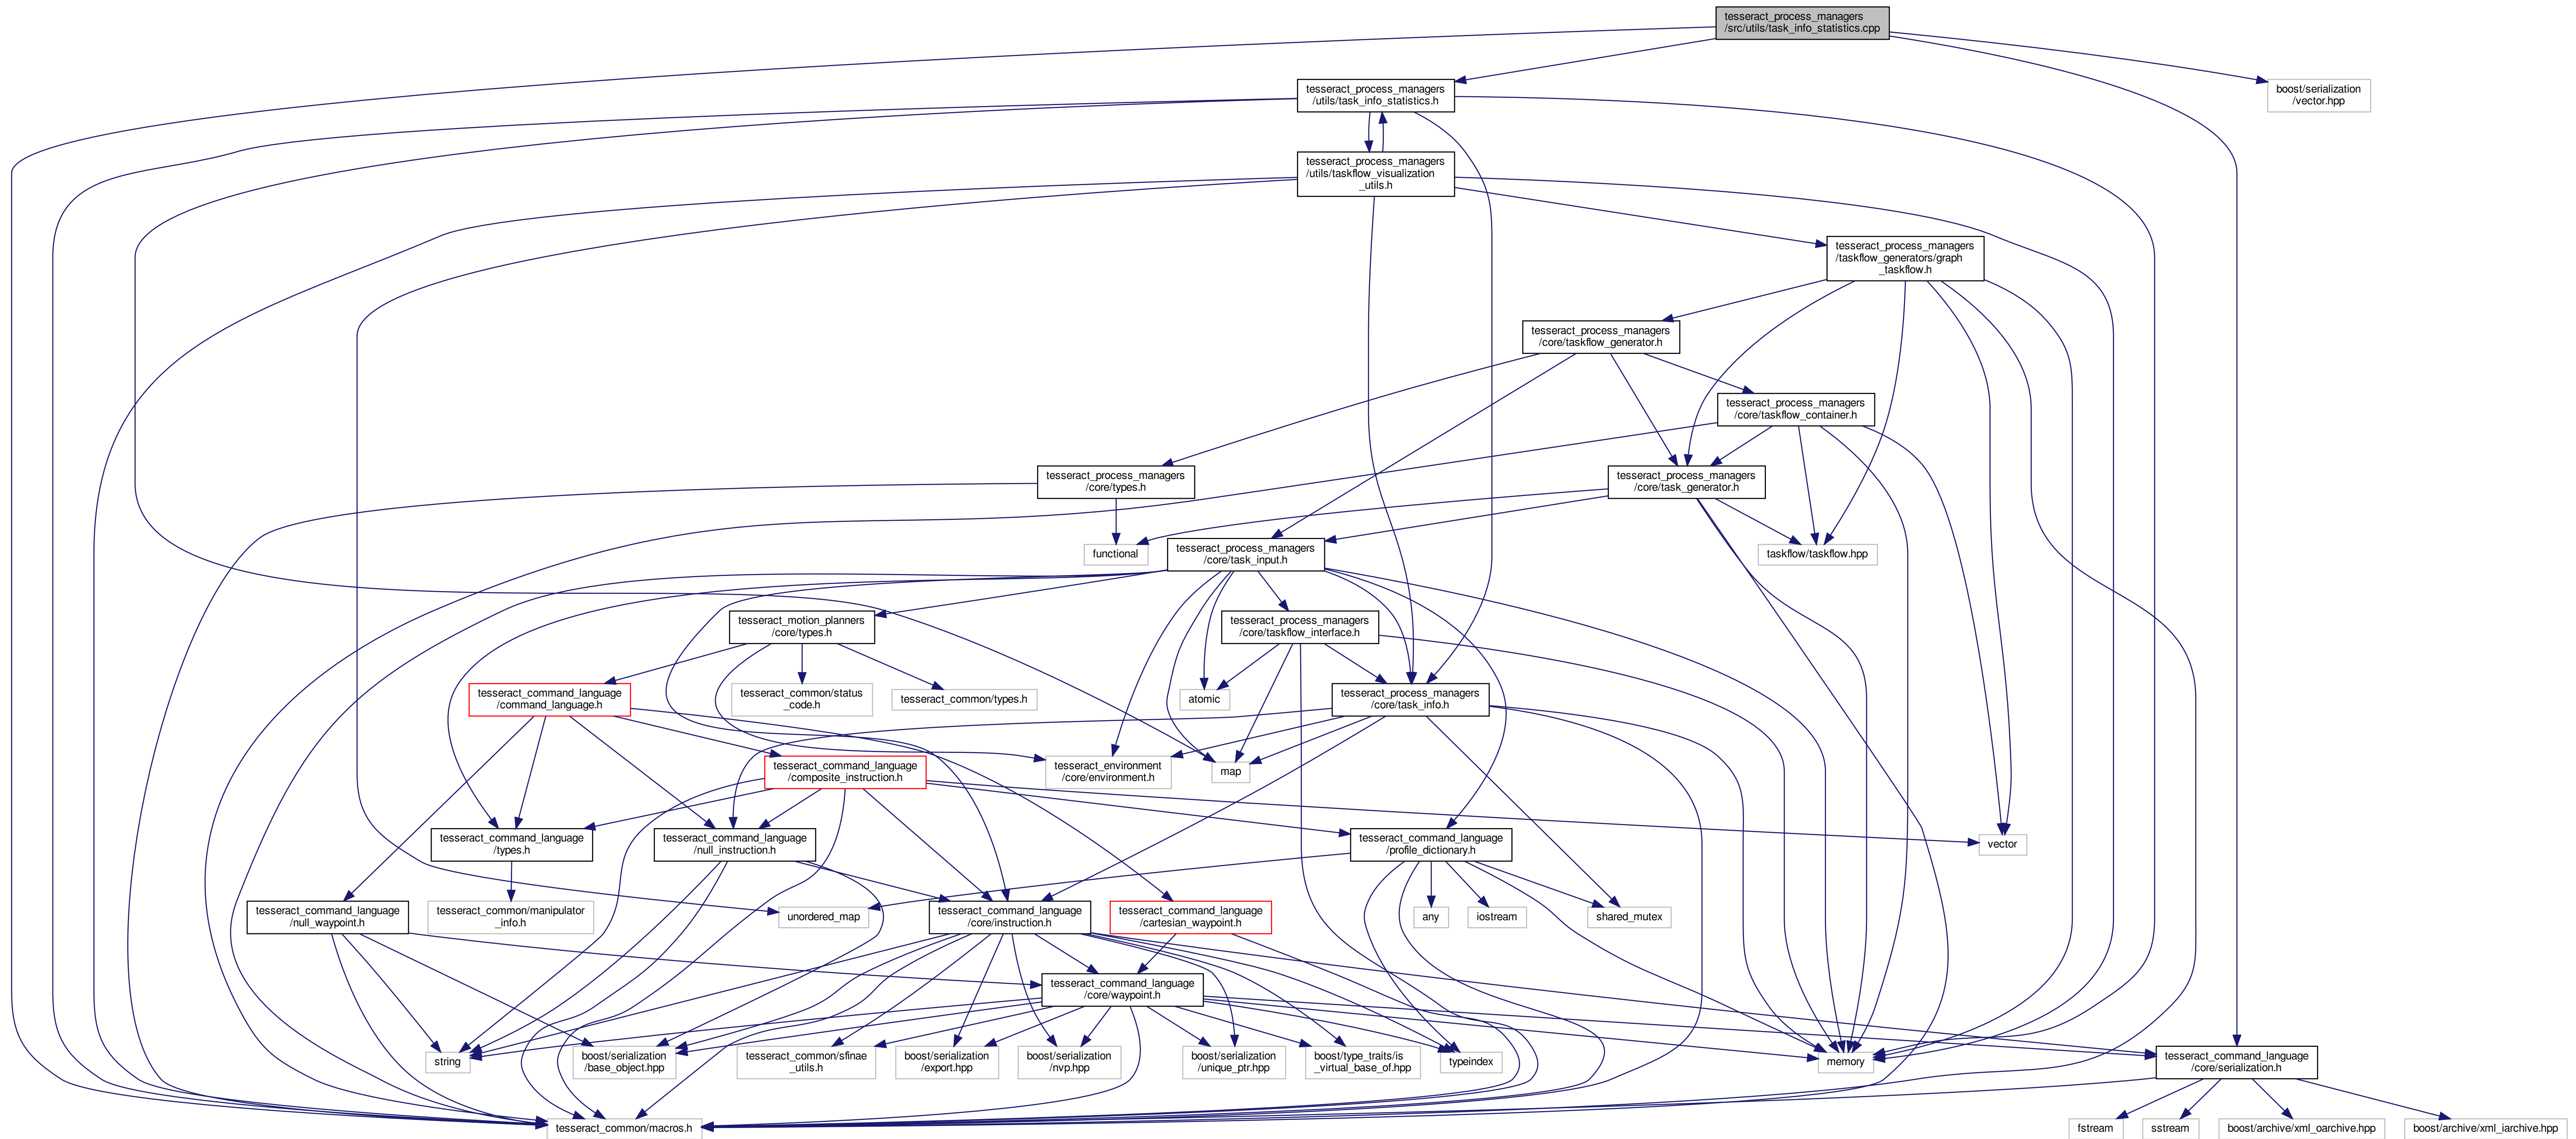 tesseract_process_managers
/src/utils/task_info_statistics.cpp
tesseract_process_managers
/utils/task_info_statistics.h
boost/serialization
/vector.hpp
tesseract_process_managers
/utils/taskflow_visualization
_utils.h
tesseract_process_managers
/taskflow_generators/graph
_taskflow.h
tesseract_process_managers
/core/taskflow_generator.h
tesseract_process_managers
/core/taskflow_container.h
tesseract_process_managers
/core/types.h
tesseract_process_managers
/core/task_generator.h
functional
tesseract_process_managers
/core/task_input.h
taskflow/taskflow.hpp
tesseract_motion_planners
/core/types.h
tesseract_process_managers
/core/taskflow_interface.h
tesseract_command_language
/command_language.h
tesseract_common/status
_code.h
tesseract_common/types.h
atomic
tesseract_process_managers
/core/task_info.h
tesseract_command_language
/composite_instruction.h
tesseract_environment
/core/environment.h
map
tesseract_command_language
/types.h
tesseract_command_language
/null_instruction.h
tesseract_command_language
/profile_dictionary.h
vector
tesseract_command_language
/null_waypoint.h
tesseract_common/manipulator
_info.h
unordered_map
tesseract_command_language
/core/instruction.h
tesseract_command_language
/cartesian_waypoint.h
any
iostream
shared_mutex
tesseract_command_language
/core/waypoint.h
string
boost/serialization
/base_object.hpp
tesseract_common/sfinae
_utils.h
boost/serialization
/export.hpp
boost/serialization
/nvp.hpp
boost/serialization
/unique_ptr.hpp
boost/type_traits/is
_virtual_base_of.hpp
typeindex
memory
tesseract_command_language
/core/serialization.h
tesseract_common/macros.h
fstream
sstream
boost/archive/xml_oarchive.hpp
boost/archive/xml_iarchive.hpp